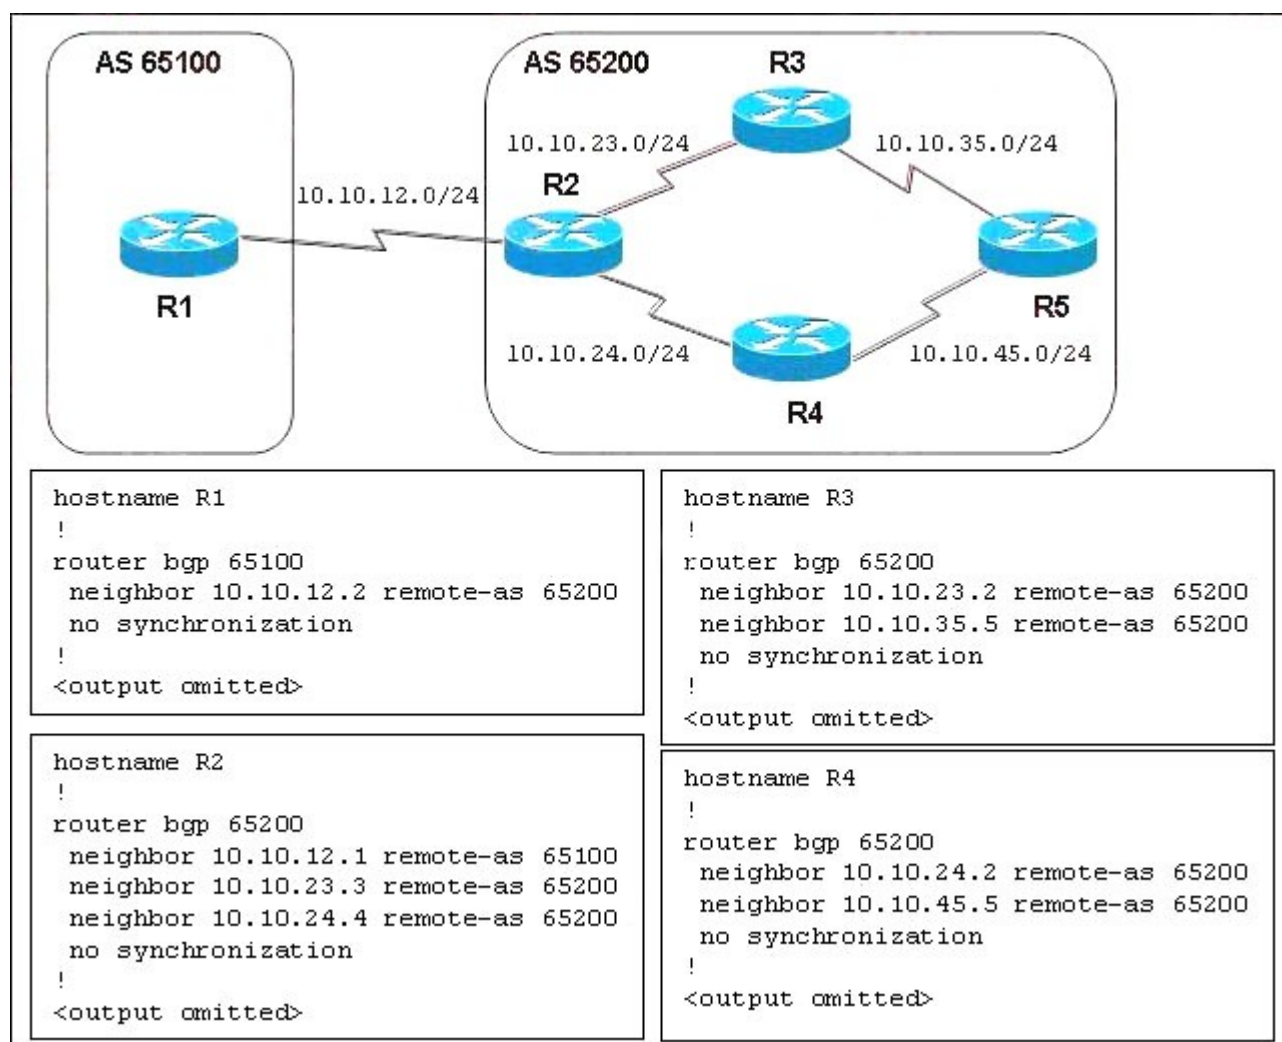 AS 65100
AS 65200
R3
10.10.23.0/24
10.10.35.0/24
R2
10.10.12.0/24
R1
R5
10.10.24.0/24
10.10.45.0/24
R4
hostname R1
!
router bgp 65100
neighbor 10.10.12.2 remote-as 65200
no synchronization
!
<output omitted>
hostname R3
!
router bgp 65200
neighbor 10.10.23.2 remote-as 65200
neighbor 10.10.35.5 remote-as 65200
no synchronization
!
<output omitted>
hostname R2
!
router bgp 65200
neighbor 10.10.12.1 remote-as 65100
neighbor 10.10.23.3 remote-as 65200
neighbor 10.10.24.4 remote-as 65200
no synchronization
!
<output omitted>
hostname R4
!
router bgp 65200
neighbor 10.10.24.2 remote-as 65200
neighbor 10.10.45.5 remote-as 65200
no synchronization
!
<output omitted>